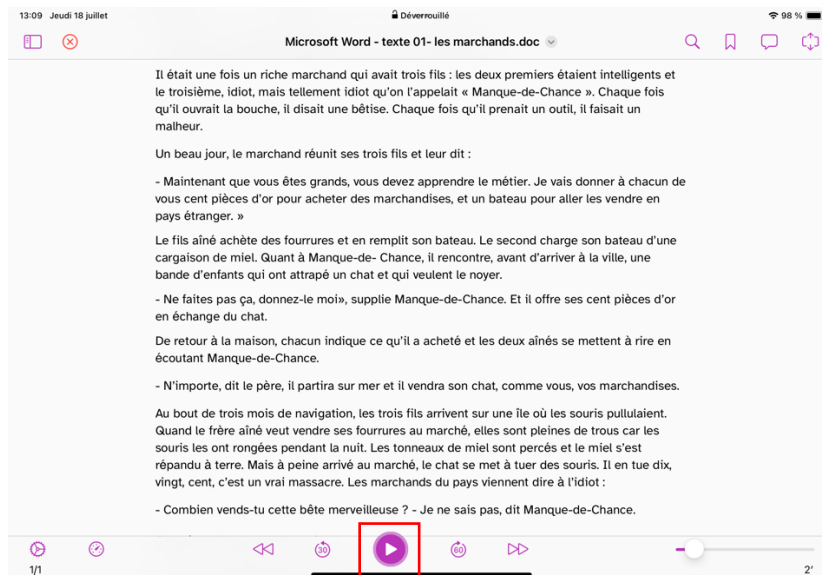 13:09 Jeudi 18 juillet
Déverrouillé
98 %
Microsoft Word - texte 01- les marchands.doc
Il était une fois un riche marchand qui avait trois fils : les deux premiers étaient intelligents et
le troisième, idiot, mais tellement idiot qu'on l'appelait « Manque-de-Chance ». Chaque fois
qu'il ouvrait la bouche, il disait une bêtise. Chaque fois qu'il prenait un outil, il faisait un
malheur.
Un beau jour, le marchand réunit ses trois fils et leur dit :
- Maintenant que vous êtes grands, vous devez apprendre le métier. Je vais donner à chacun de
vous cent pièces d'or pour acheter des marchandises, et un bateau pour aller les vendre en
pays étranger. »
Le fils aîné achète des fourrures et en remplit son bateau. Le second charge son bateau d'une
cargaison de miel. Quant à Manque-de- Chance, il rencontre, avant d'arriver à la ville, une
bande d'enfants qui ont attrapé un chat et qui veulent le noyer.
- Ne faites pas ça, donnez-le moi», supplie Manque-de-Chance. Et il offre ses cent pièces d'or
en échange du chat.
De retour à la maison, chacun indique ce qu'il a acheté et les deux aînés se mettent à rire en
écoutant Manque-de-Chance.
- N'importe, dit le père, il partira sur mer et il vendra son chat, comme vous, vos marchandises.
Au bout de trois mois de navigation, les trois fils arrivent sur une île où les souris pullulaient.
Quand le frère aîné veut vendre ses fourrures au marché, elles sont pleines de trous car les
souris les ont rongées pendant la nuit. Les tonneaux de miel sont percés et le miel s'est
répandu à terre. Mais à peine arrivé au marché, le chat se met à tuer des souris. Il en tue dix,
vingt, cent, c'est un vrai massacre. Les marchands du pays viennent dire à l'idiot :
- Combien vends-tu cette bête merveilleuse ? - Je ne sais pas, dit Manque-de-Chance.
30
60
1/1
2'